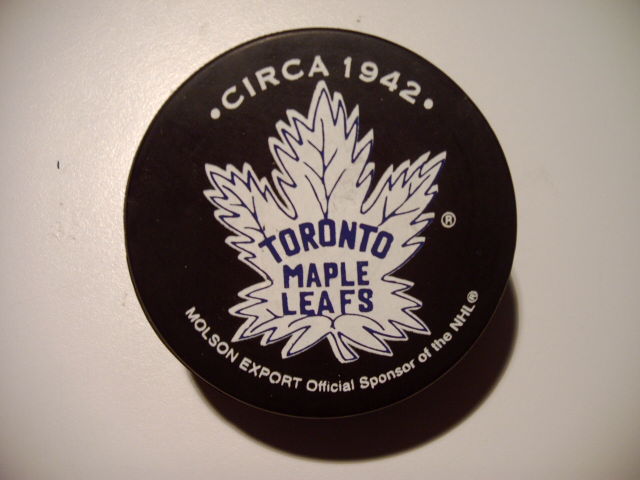 •CIRCA 1942•
TORONTO
MAPLE
LEAFS
®
MOLSON EXPORT Official Sponsor of the NHL®